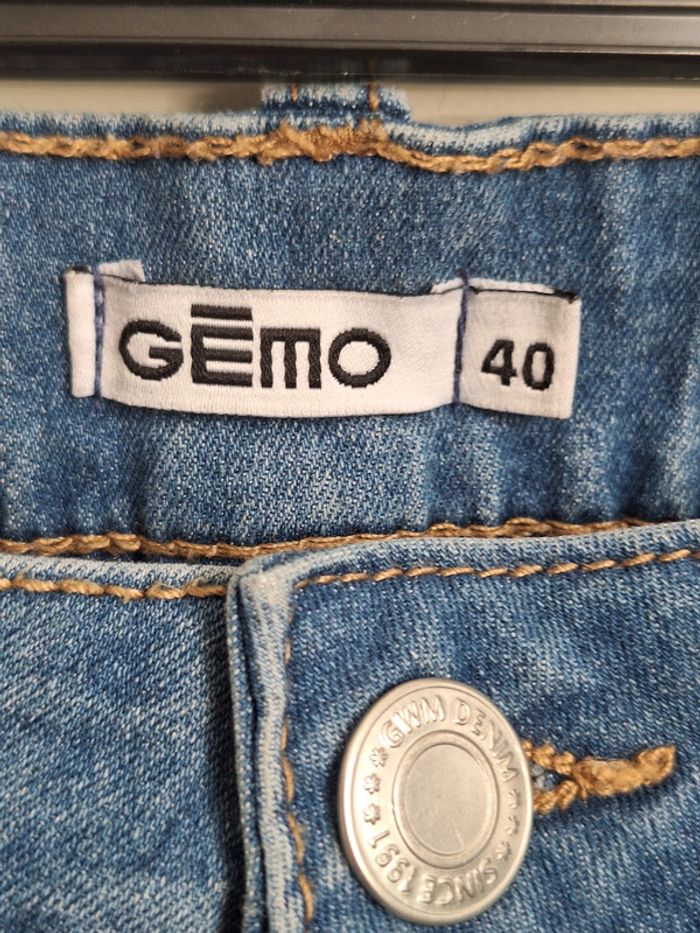 GĒMO
40
GWM DENIM
SINCE 1991